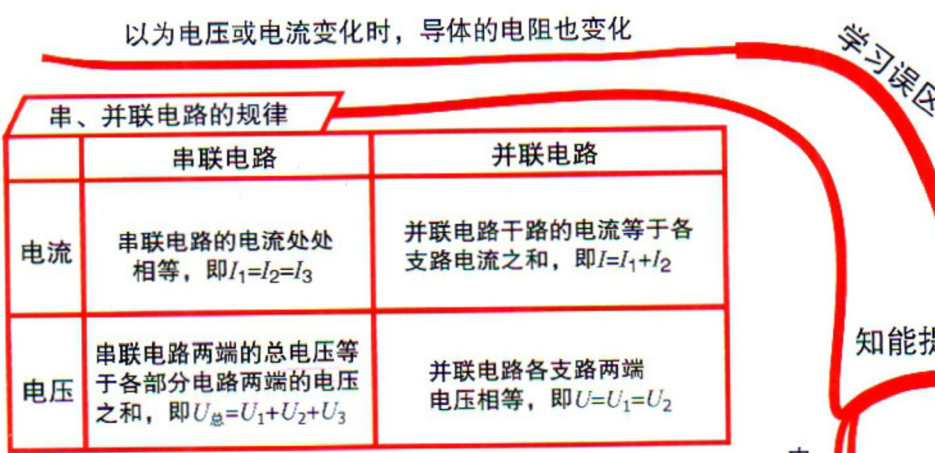 以为电压或电流变化时，导体的电阻也变化
学习误区
串、并联电路的规律
串联电路
并联电路
电流
串联电路的电流处处
相等，即I₁=I₂=I₃
并联电路干路的电流等于各
支路电流之和，即I=I₁+I₂
电压
串联电路两端的总电压等
于各部分电路两端的电压
之和，即U总=U₁+U₂+U₃
并联电路各支路两端
电压相等，即U=U₁=U₂
知能